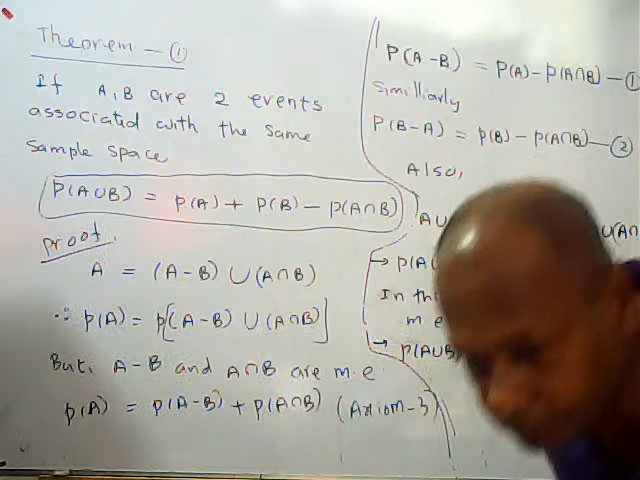 Theorem - ①
If A,B are 2 events
associated with the same
sample space
P(A∪B) = P(A) + P(B) - P(A∩B)
proof.
A = (A-B) ∪ (A∩B)
∴ P(A) = P[(A-B) ∪ (A∩B)]
But, A-B and A∩B are m.e
P(A) = P(A-B) + P(A∩B) (Axiom-3)
P(A-B) = P(A) - P(A∩B) - ①
Similliarly
P(B-A) = P(B) - P(A∩B) - ②
Also,
∪(A∩
→ P(A
In
m e
→ P(A∪B)